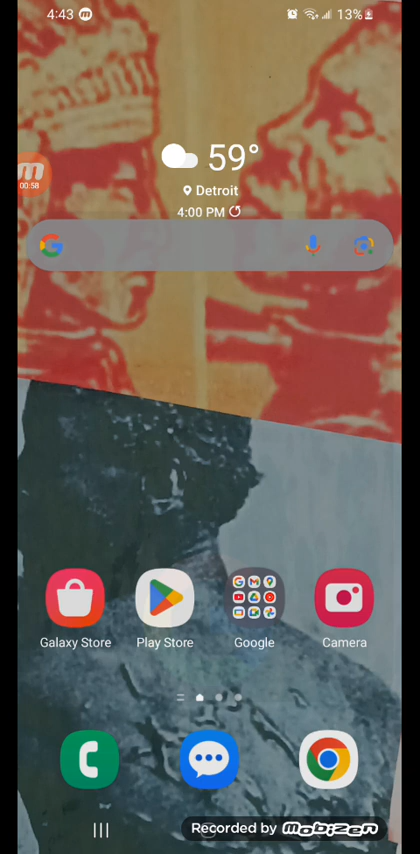 4:43 m 13%
59°
m
00:58
Detroit
4:00 PM
G
Galaxy Store Play Store Google Camera
Recorded by mobizen